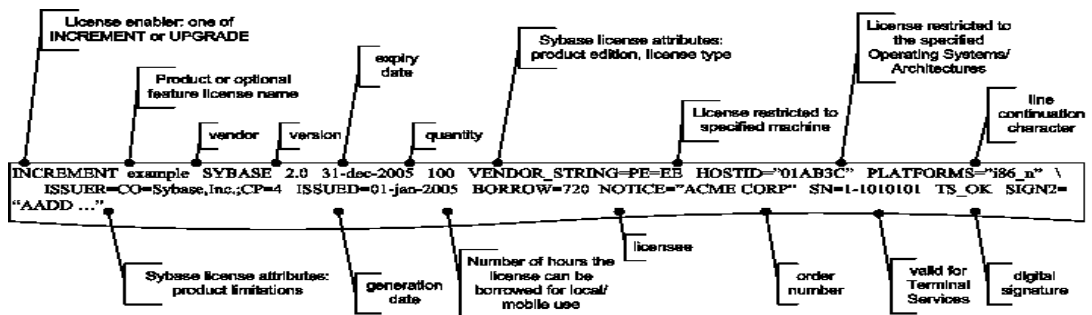 License enabler: one of
INCREMENT or UPGRADE
Product or optional
feature license name
vendor
version
expiry
date
quantity
Sybase license attributes:
product edition, license type
License restricted to
specified machine
License restricted to
the specified
Operating Systems/
Architectures
line
continuation
character
INCREMENT example SYBASE 2.0 31-dec-2005 100 VENDOR_STRING=PE=EE HOSTID="01AB3C" PLATFORMS="i86_n" \
ISSUER=CO=Sybase,Inc.;CP=4 ISSUED=01-jan-2005 BORROW=720 NOTICE="ACME CORP" SN=1-1010101 TS_OK SIGN2=
"AADD ..."
Sybase license attributes:
product limitations
generation
date
Number of hours the
license can be
borrowed for local/
mobile use
licensee
order
number
valid for
Terminal
Services
digital
signature